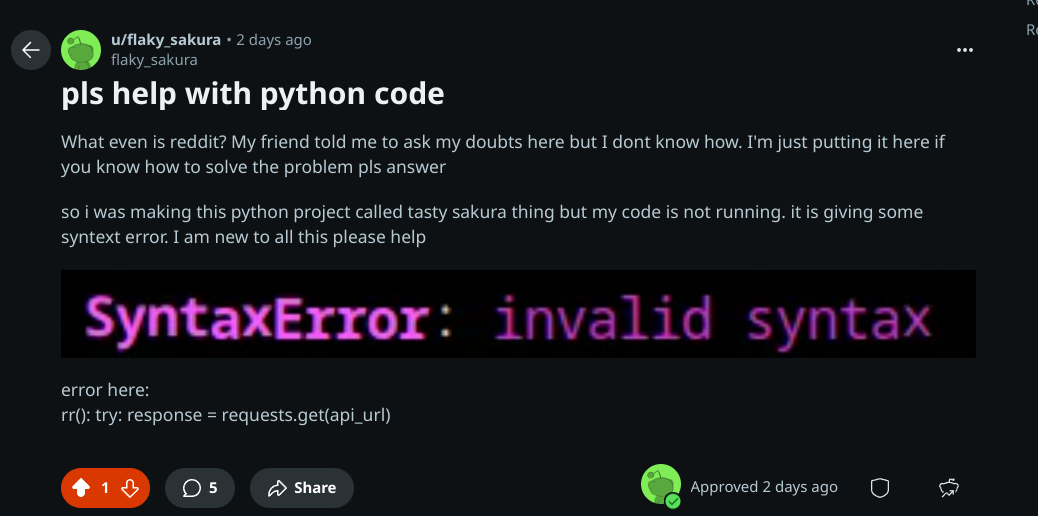 Re
u/flaky_sakura • 2 days ago
Re
flaky_sakura
pls help with python code
What even is reddit? My friend told me to ask my doubts here but I dont know how. I'm just putting it here if
you know how to solve the problem pls answer
so i was making this python project called tasty sakura thing but my code is not running. it is giving some
syntext error. I am new to all this please help
SyntaxError: invalid syntax
error here:
rr(): try: response = requests.get(api_url)
1
5
Share
Approved 2 days ago